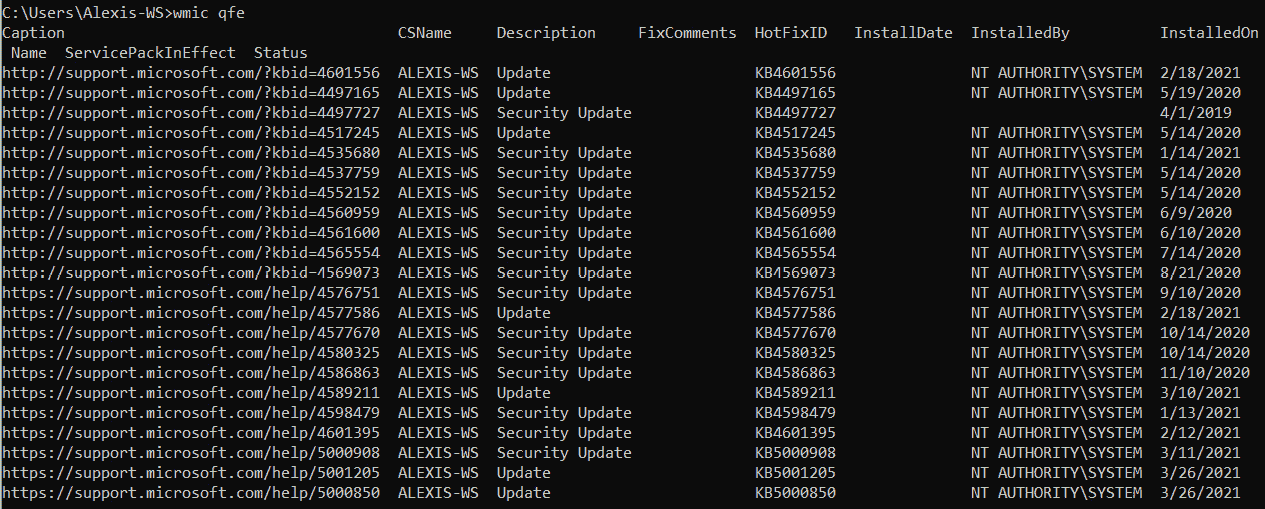 C:\Users\Alexis-WS>wmic qfe
Caption CSName Description FixComments HotFixID InstallDate InstalledBy InstalledOn
Name ServicePackInEffect Status
http://support.microsoft.com/?kbid=4601556 ALEXIS-WS Update KB4601556 NT AUTHORITY\SYSTEM 2/18/2021
http://support.microsoft.com/?kbid=4497165 ALEXIS-WS Update KB4497165 NT AUTHORITY\SYSTEM 5/19/2020
http://support.microsoft.com/?kbid=4497727 ALEXIS-WS Security Update KB4497727 4/1/2019
http://support.microsoft.com/?kbid=4517245 ALEXIS-WS Update KB4517245 NT AUTHORITY\SYSTEM 5/14/2020
http://support.microsoft.com/?kbid=4535680 ALEXIS-WS Security Update KB4535680 NT AUTHORITY\SYSTEM 1/14/2021
http://support.microsoft.com/?kbid=4537759 ALEXIS-WS Security Update KB4537759 NT AUTHORITY\SYSTEM 5/14/2020
http://support.microsoft.com/?kbid=4552152 ALEXIS-WS Security Update KB4552152 NT AUTHORITY\SYSTEM 5/14/2020
http://support.microsoft.com/?kbid=4560959 ALEXIS-WS Security Update KB4560959 NT AUTHORITY\SYSTEM 6/9/2020
http://support.microsoft.com/?kbid=4561600 ALEXIS-WS Security Update KB4561600 NT AUTHORITY\SYSTEM 6/10/2020
http://support.microsoft.com/?kbid=4565554 ALEXIS-WS Security Update KB4565554 NT AUTHORITY\SYSTEM 7/14/2020
http://support.microsoft.com/?kbid=4569073 ALEXIS-WS Security Update KB4569073 NT AUTHORITY\SYSTEM 8/21/2020
https://support.microsoft.com/help/4576751 ALEXIS-WS Security Update KB4576751 NT AUTHORITY\SYSTEM 9/10/2020
https://support.microsoft.com/help/4577586 ALEXIS-WS Update KB4577586 NT AUTHORITY\SYSTEM 2/18/2021
https://support.microsoft.com/help/4577670 ALEXIS-WS Security Update KB4577670 NT AUTHORITY\SYSTEM 10/14/2020
https://support.microsoft.com/help/4580325 ALEXIS-WS Security Update KB4580325 NT AUTHORITY\SYSTEM 10/14/2020
https://support.microsoft.com/help/4586863 ALEXIS-WS Security Update KB4586863 NT AUTHORITY\SYSTEM 11/10/2020
https://support.microsoft.com/help/4589211 ALEXIS-WS Update KB4589211 NT AUTHORITY\SYSTEM 3/10/2021
https://support.microsoft.com/help/4598479 ALEXIS-WS Security Update KB4598479 NT AUTHORITY\SYSTEM 1/13/2021
https://support.microsoft.com/help/4601395 ALEXIS-WS Security Update KB4601395 NT AUTHORITY\SYSTEM 2/12/2021
https://support.microsoft.com/help/5000908 ALEXIS-WS Security Update KB5000908 NT AUTHORITY\SYSTEM 3/11/2021
https://support.microsoft.com/help/5001205 ALEXIS-WS Update KB5001205 NT AUTHORITY\SYSTEM 3/26/2021
https://support.microsoft.com/help/5000850 ALEXIS-WS Update KB5000850 NT AUTHORITY\SYSTEM 3/26/2021